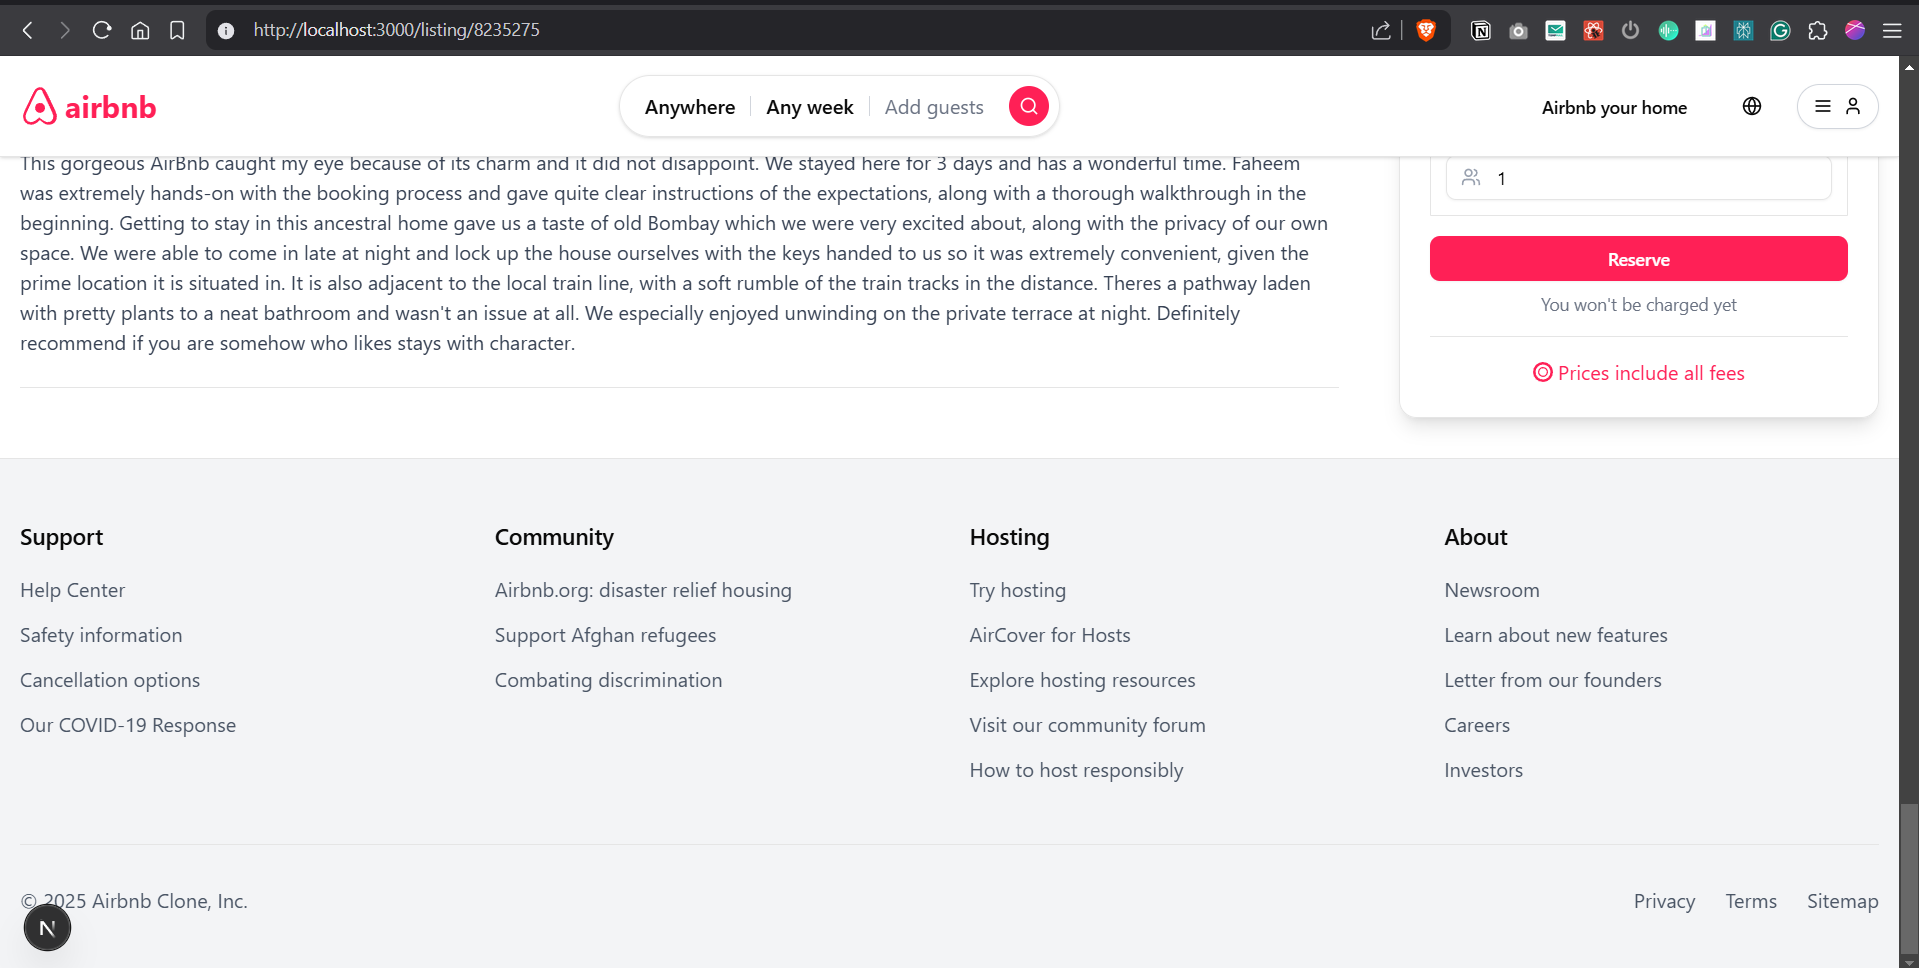 http://localhost:3000/listing/8235275
airbnb
Anywhere
Any week
Add guests
Airbnb your home
This gorgeous AirBnb caught my eye because of its charm and it did not disappoint. We stayed here for 3 days and has a wonderful time. Faheem
was extremely hands-on with the booking process and gave quite clear instructions of the expectations, along with a thorough walkthrough in the
beginning. Getting to stay in this ancestral home gave us a taste of old Bombay which we were very excited about, along with the privacy of our own
space. We were able to come in late at night and lock up the house ourselves with the keys handed to us so it was extremely convenient, given the
prime location it is situated in. It is also adjacent to the local train line, with a soft rumble of the train tracks in the distance. Theres a pathway laden
with pretty plants to a neat bathroom and wasn't an issue at all. We especially enjoyed unwinding on the private terrace at night. Definitely
recommend if you are somehow who likes stays with character.
1
Reserve
You won't be charged yet
Prices include all fees
Support
Help Center
Safety information
Cancellation options
Our COVID-19 Response
Community
Airbnb.org: disaster relief housing
Support Afghan refugees
Combating discrimination
Hosting
Try hosting
AirCover for Hosts
Explore hosting resources
Visit our community forum
How to host responsibly
About
Newsroom
Learn about new features
Letter from our founders
Careers
Investors
© 2025 Airbnb Clone, Inc.
Privacy
Terms
Sitemap
N